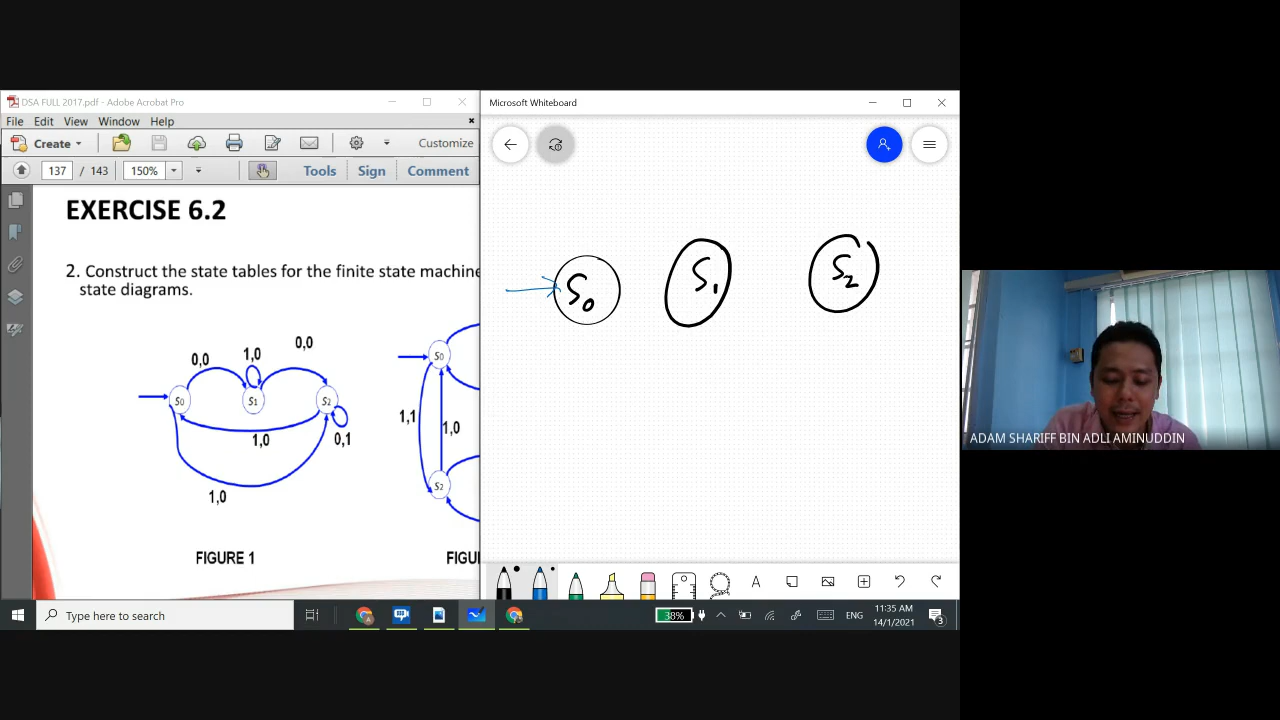 DSA FULL 2017.pdf - Adobe Acrobat Pro
File Edit View Window Help
Create
Customize
137 / 143 150% Tools Sign Comment
EXERCISE 6.2
2. Construct the state tables for the finite state machine
state diagrams.
0,0
1,0
0,0
S0
S1
S2
1,0
0,1
1,0
FIGURE 1
S0
1,1
1,0
S2
FIGU
Microsoft Whiteboard
S0
S1
S2
A
Type here to search
38%
ENG
11:35 AM
14/1/2021
3
ADAM SHARIFF BIN ADLI AMINUDDIN